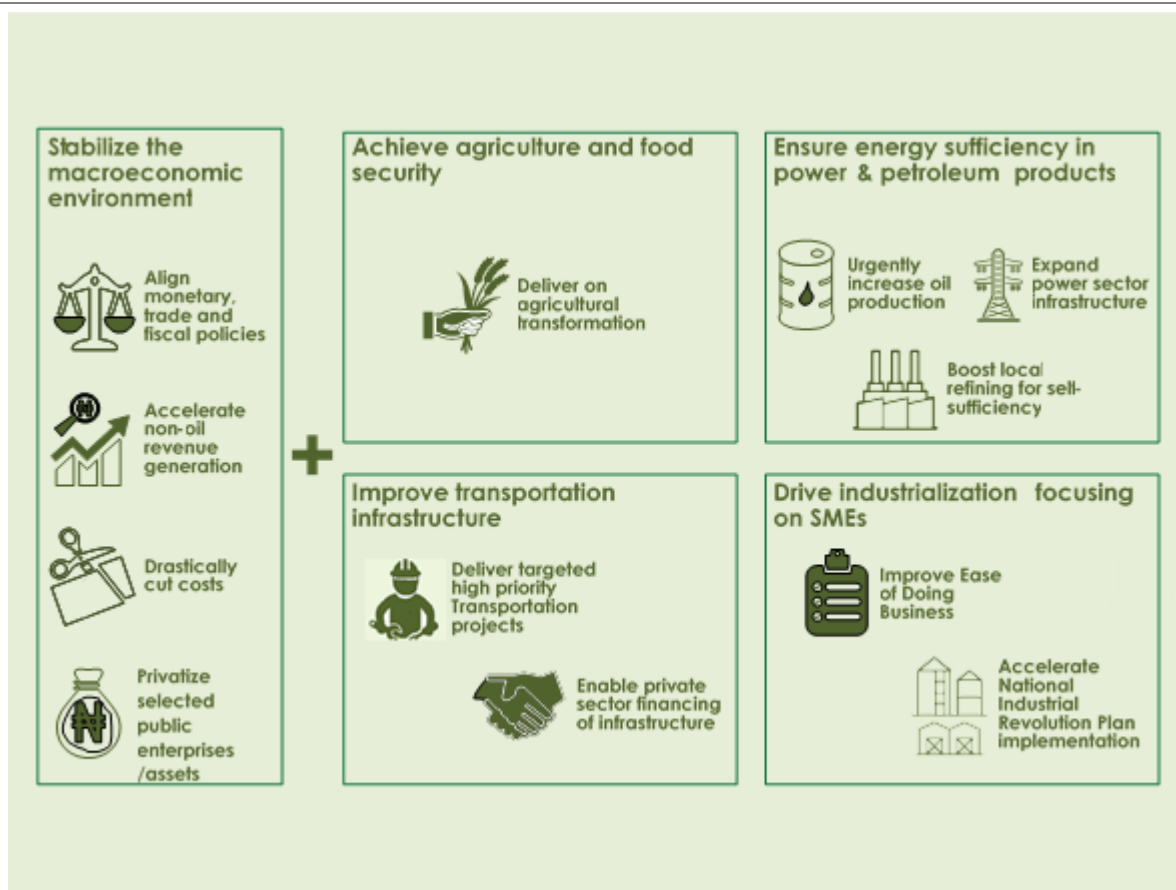 Stabilize the
macroeconomic
environment
Align
monetary,
trade and
fiscal policies
Accelerate
non-oil
revenue
generation
Drastically
cut costs
Privatize
selected
public
enterprises
/assets
+
Achieve agriculture and food
security
Deliver on
agricultural
transformation
Ensure energy sufficiency in
power & petroleum products
Urgently
increase oil
production
Expand
power sector
infrastructure
Boost local
refining for self-
sufficiency
Improve transportation
infrastructure
Deliver targeted
high priority
Transportation
projects
Enable private
sector financing
of infrastructure
Drive industrialization focusing
on SMEs
Improve Ease
of Doing
Business
Accelerate
National
Industrial
Revolution Plan
implementation